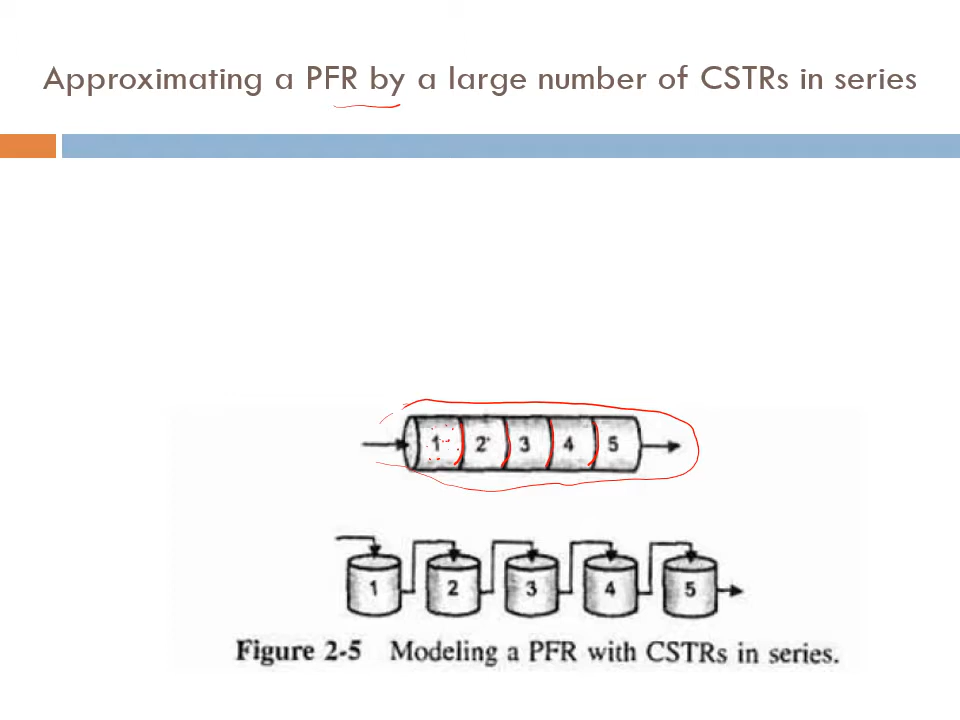 Approximating a PFR by a large number of CSTRs in series
1 2 3 4 5
1 2 3 4 5
Figure 2-5 Modeling a PFR with CSTRs in series.